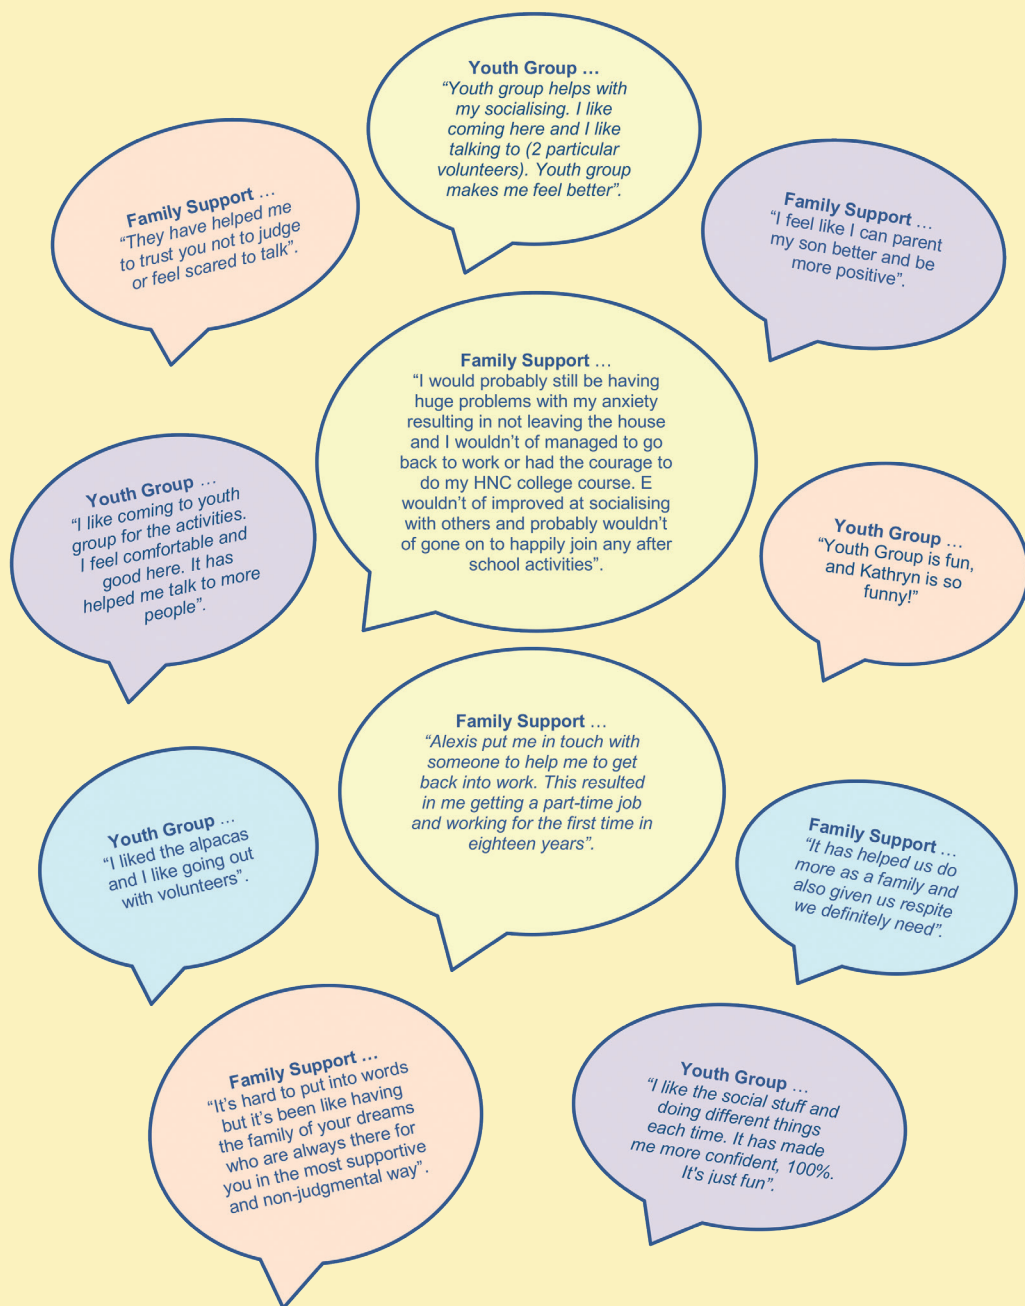 Youth Group …
“Youth group helps with
my socialising. I like
coming here and I like
talking to (2 particular
volunteers). Youth group
makes me feel better”.
Family Support …
“They have helped me
to trust you not to judge
or feel scared to talk”.
Family Support …
“I feel like I can parent
my son better and be
more positive”.
Family Support …
“I would probably still be having
huge problems with my anxiety
resulting in not leaving the house
and I wouldn’t of managed to go
back to work or had the courage to
do my HNC college course. E
wouldn’t of improved at socialising
with others and probably wouldn’t
of gone on to happily join any after
school activities”.
Youth Group …
“I like coming to youth
group for the activities.
I feel comfortable and
good here. It has
helped me talk to more
people”.
Youth Group …
“Youth Group is fun,
and Kathryn is so
funny!”
Family Support …
“Alexis put me in touch with
someone to help me to get
back into work. This resulted
in me getting a part-time job
and working for the first time in
eighteen years”.
Youth Group …
“I liked the alpacas
and I like going out
with volunteers”.
Family Support …
“It has helped us do
more as a family and
also given us respite
we definitely need”.
Family Support …
“It’s hard to put into words
but it’s been like having
the family of your dreams
who are always there for
you in the most supportive
and non-judgmental way”.
Youth Group …
“I like the social stuff and
doing different things
each time. It has made
me more confident, 100%.
It's just fun”.